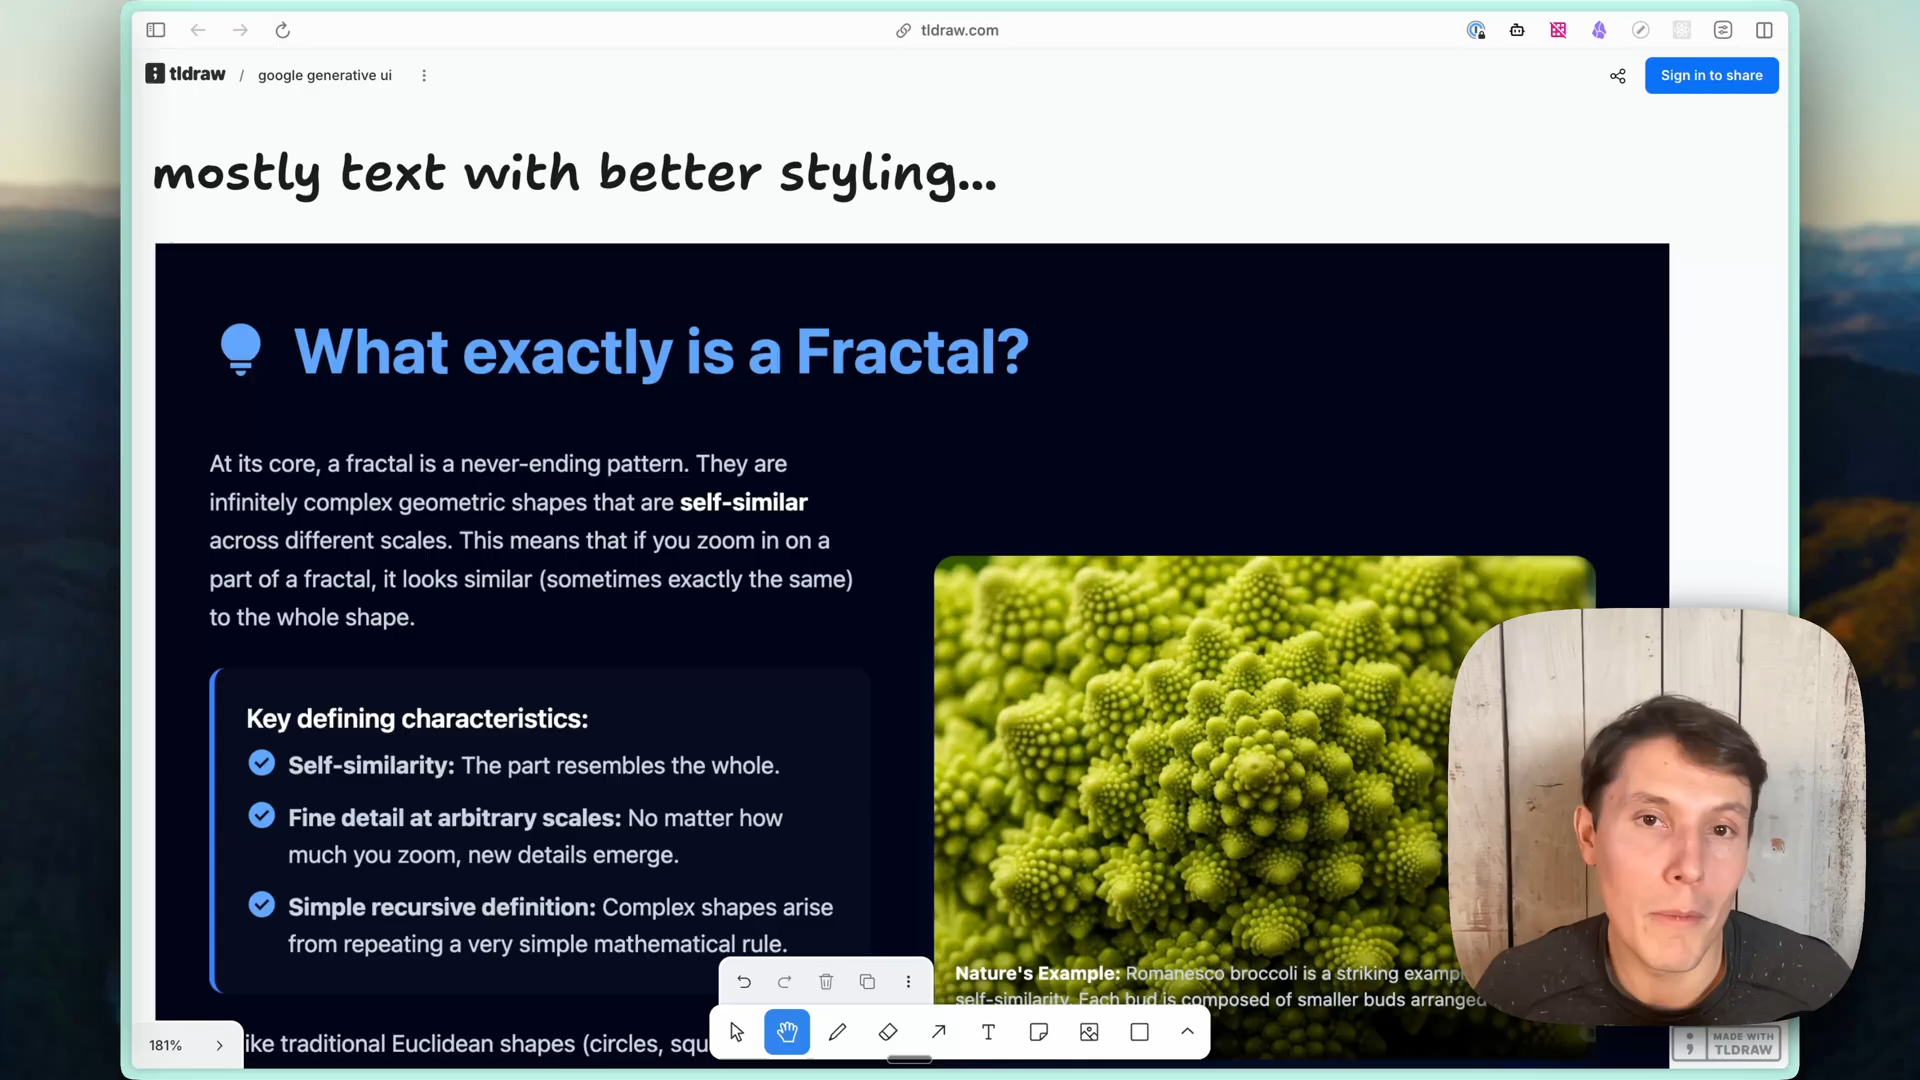 tldraw.com
tldraw / google generative ui
Sign in to share
mostly text with better styling...
What exactly is a Fractal?
At its core, a fractal is a never-ending pattern. They are
infinitely complex geometric shapes that are self-similar
across different scales. This means that if you zoom in on a
part of a fractal, it looks similar (sometimes exactly the same)
to the whole shape.
Key defining characteristics:
Self-similarity: The part resembles the whole.
Fine detail at arbitrary scales: No matter how
much you zoom, new details emerge.
Simple recursive definition: Complex shapes arise
from repeating a very simple mathematical rule.
Nature's Example: Romanesco broccoli is a striking
self-similarity. Each bud is composed of smaller buds arranged
traditional Euclidean shapes (circles,
181%
MADE WITH
TLDRAW